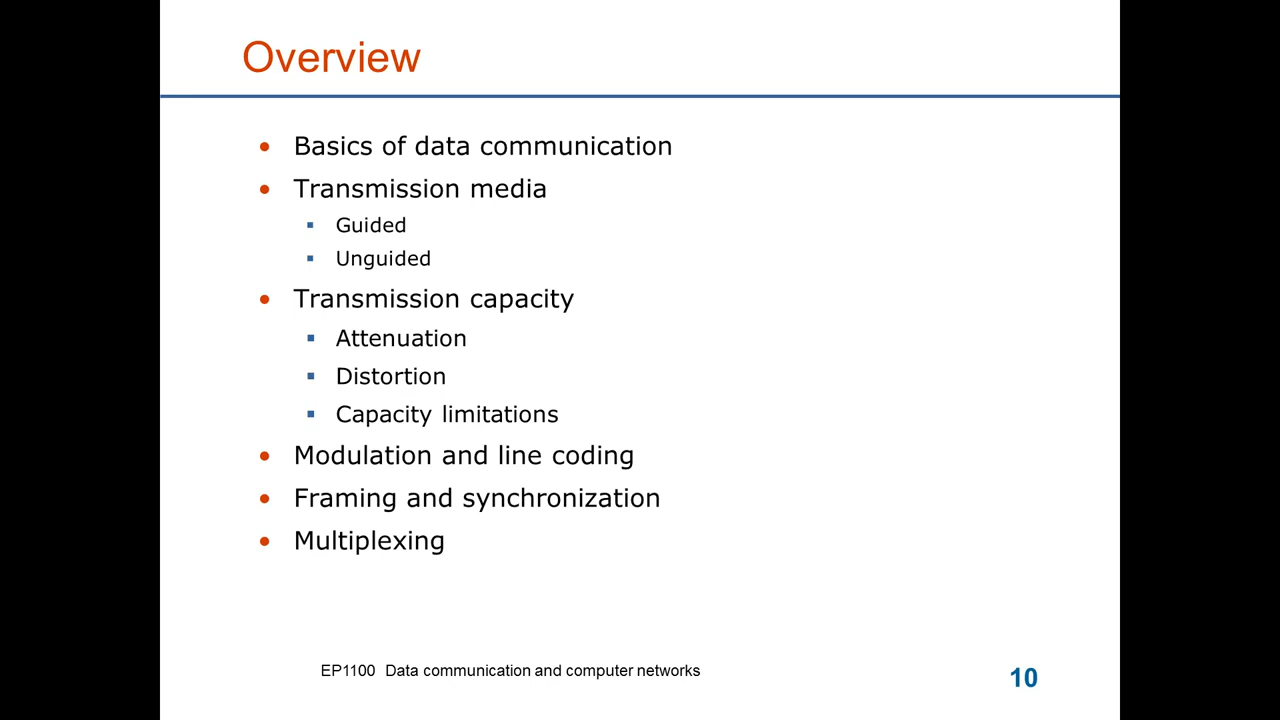 Overview
• Basics of data communication
• Transmission media
▪ Guided
▪ Unguided
• Transmission capacity
▪ Attenuation
▪ Distortion
▪ Capacity limitations
• Modulation and line coding
• Framing and synchronization
• Multiplexing
EP1100 Data communication and computer networks
10